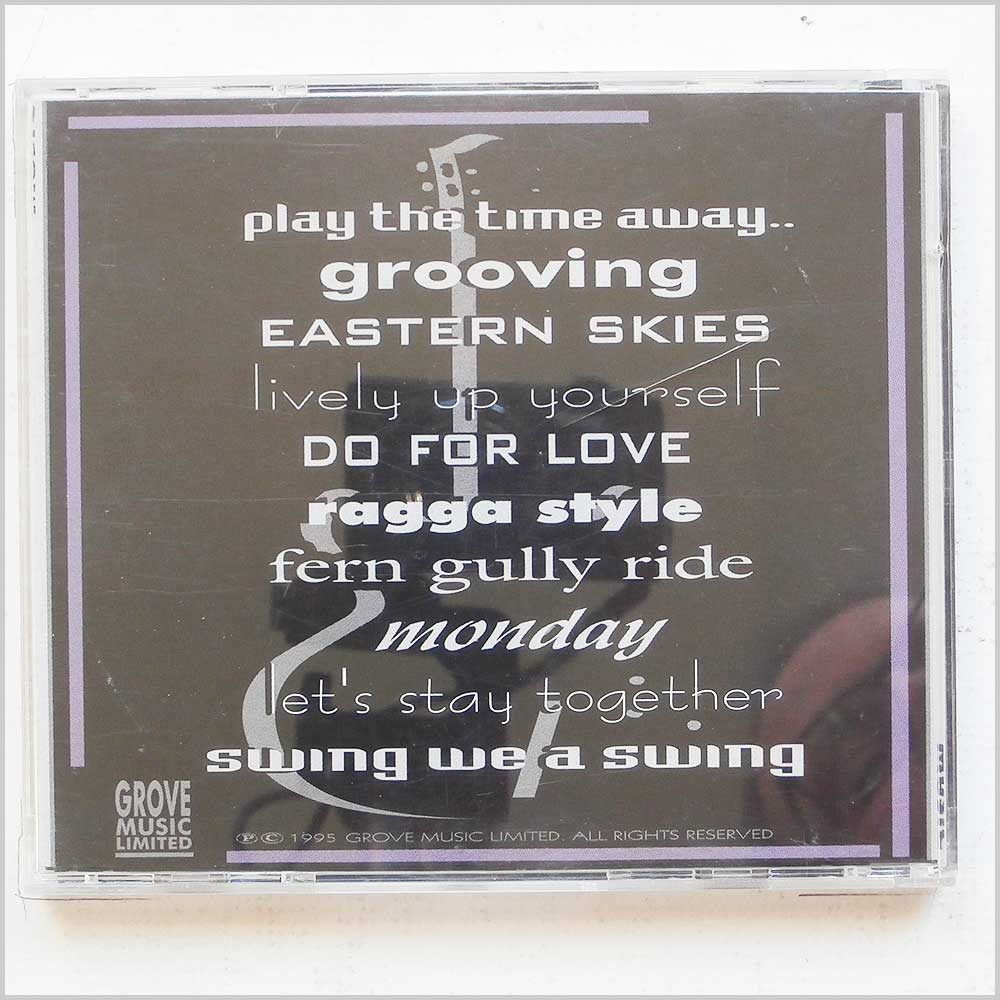 play the time away..
grooving
EASTERN SKIES
lively up yourself
DO FOR LOVE
ragga style
fern gully ride
monday
let's stay together
swing we a swing
GROVE
MUSIC
LIMITED
℗© 1995 GROVE MUSIC LIMITED. ALL RIGHTS RESERVED